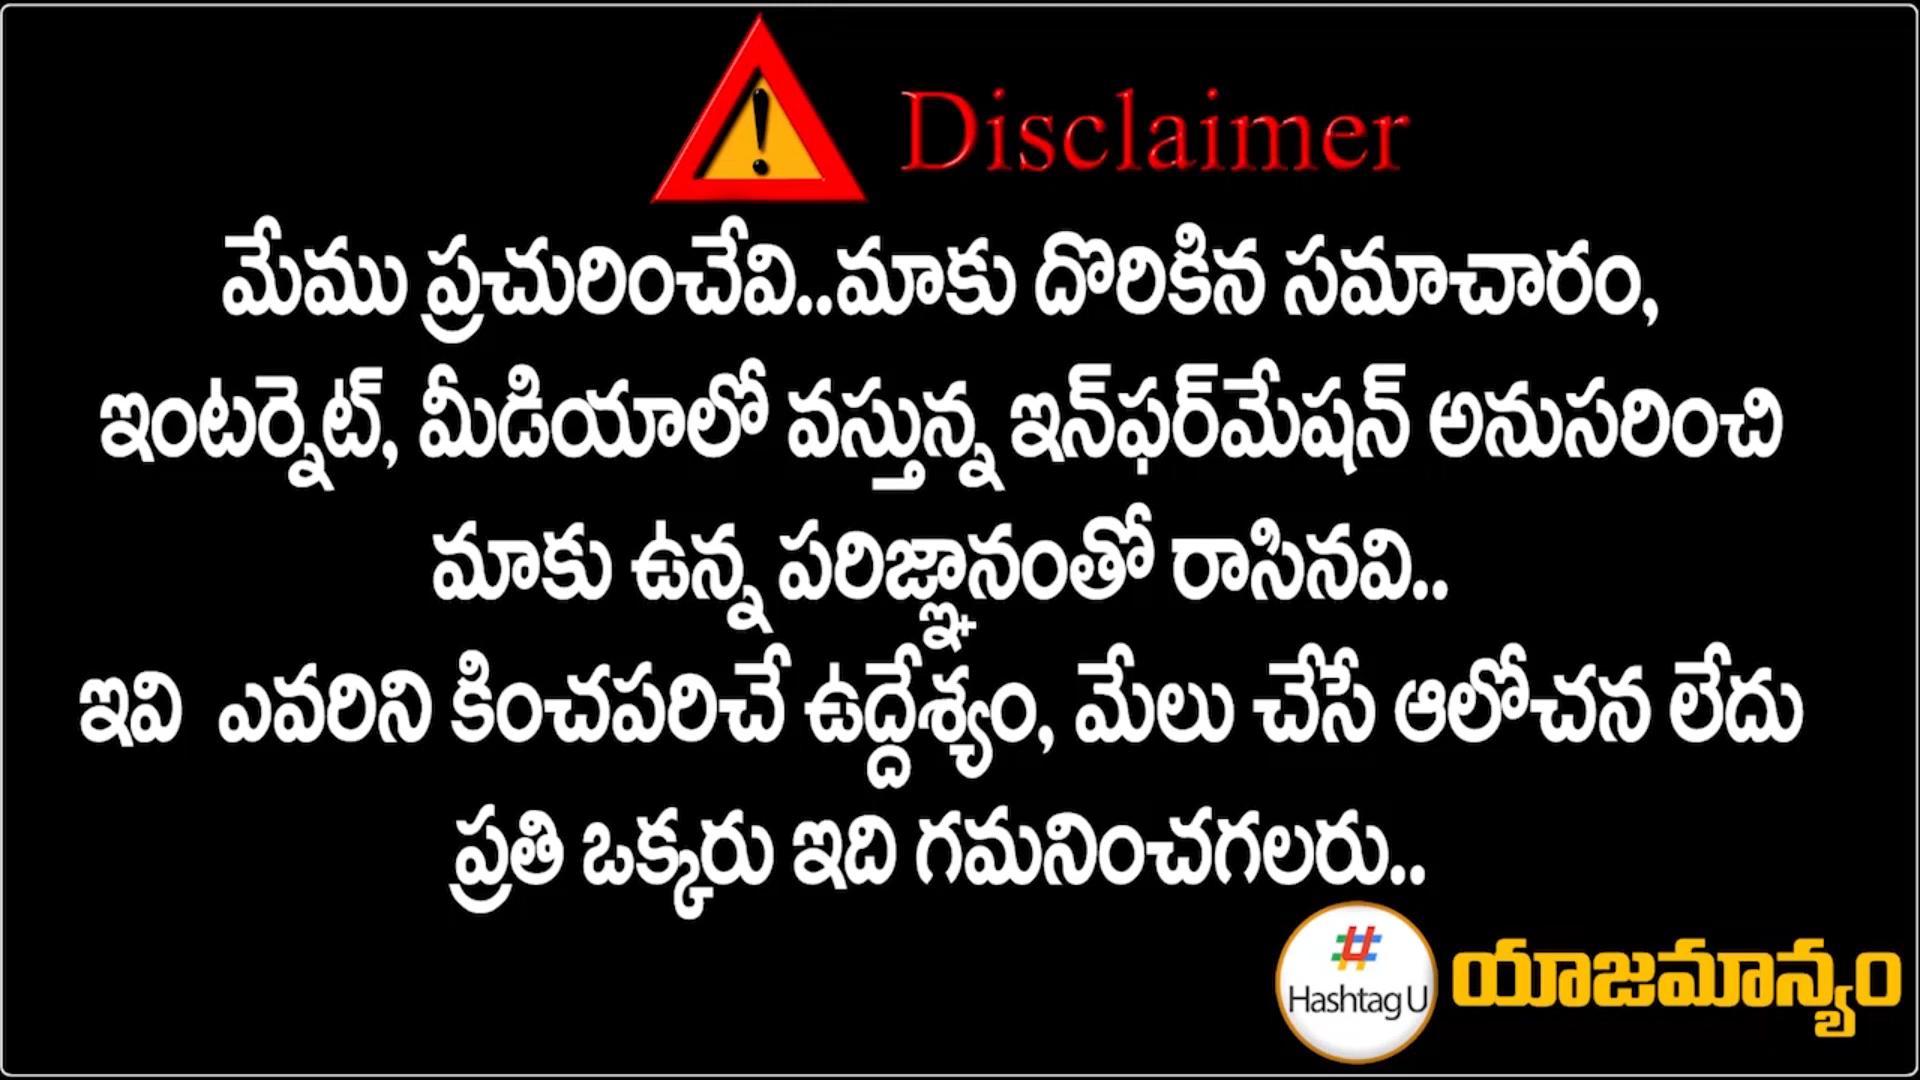 Disclaimer
మేము ప్రచురించేవి..మాకు దొరికిన సమాచారం,
ఇంటర్నెట్, మీడియాలో వస్తున్న ఇన్‌ఫర్‌మేషన్ అనుసరించి
మాకు ఉన్న పరిజ్ఞానంతో రాసినవి..
ఇవి ఎవరిని కించపరిచే ఉద్దేశ్యం, మేలు చేసే ఆలోచన లేదు
ప్రతి ఒక్కరు ఇది గమనించగలరు..
Hashtag U
యాజమాన్యం